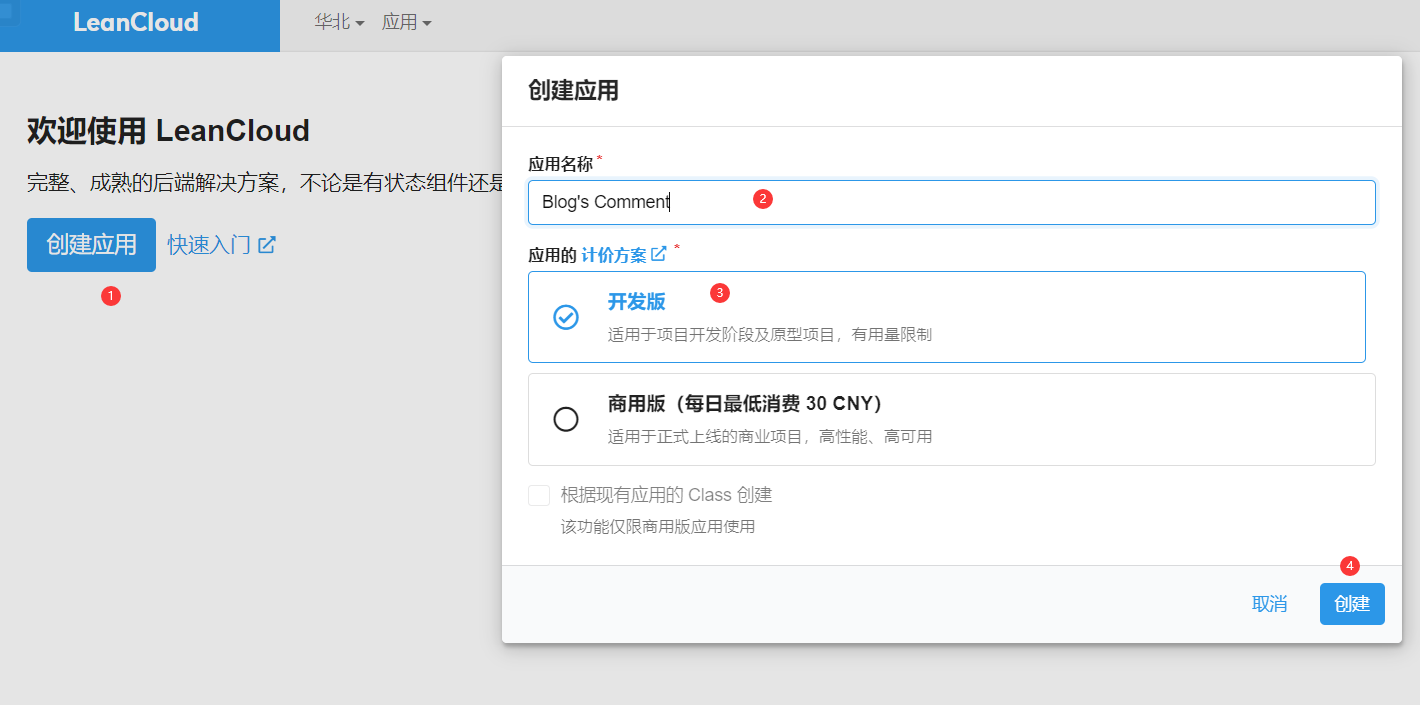 LeanCloud 华北 应用
欢迎使用 LeanCloud
完整、成熟的后端解决方案，不论是有状态组件还是
创建应用 快速入门
1
创建应用
应用名称*
Blog's Comment
2
应用的 计价方案 *
开发版
3
适用于项目开发阶段及原型项目，有用量限制
商用版（每日最低消费 30 CNY）
适用于正式上线的商业项目，高性能、高可用
根据现有应用的 Class 创建
该功能仅限商用版应用使用
4
取消 创建